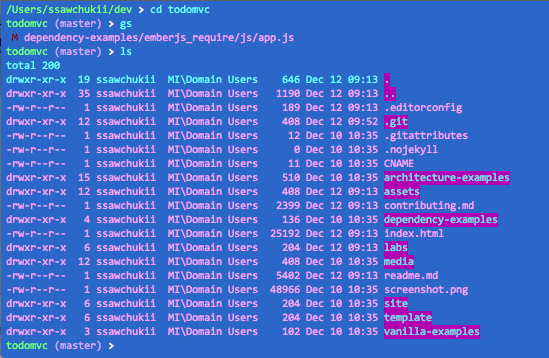 /Users/ssawchukii/dev > cd todomvc
todomvc (master) > gs
 M dependency-examples/emberjs_require/js/app.js
todomvc (master) > ls
total 200
drwxr-xr-x  19 ssawchukii  MI\Domain Users    646 Dec 12 09:13 .
drwxr-xr-x  35 ssawchukii  MI\Domain Users   1190 Dec 12 09:13 ..
-rw-r--r--   1 ssawchukii  MI\Domain Users    189 Dec 12 09:13 .editorconfig
drwxr-xr-x  12 ssawchukii  MI\Domain Users    408 Dec 12 09:52 .git
-rw-r--r--   1 ssawchukii  MI\Domain Users     12 Dec 10 10:35 .gitattributes
-rw-r--r--   1 ssawchukii  MI\Domain Users      0 Dec 10 10:35 .nojekyll
-rw-r--r--   1 ssawchukii  MI\Domain Users     11 Dec 10 10:35 CNAME
drwxr-xr-x  15 ssawchukii  MI\Domain Users    510 Dec 10 10:35 architecture-examples
drwxr-xr-x  12 ssawchukii  MI\Domain Users    408 Dec 12 09:13 assets
-rw-r--r--   1 ssawchukii  MI\Domain Users   2399 Dec 12 09:13 contributing.md
drwxr-xr-x   4 ssawchukii  MI\Domain Users    136 Dec 10 10:35 dependency-examples
-rw-r--r--   1 ssawchukii  MI\Domain Users  25192 Dec 12 09:13 index.html
drwxr-xr-x   6 ssawchukii  MI\Domain Users    204 Dec 12 09:13 labs
drwxr-xr-x  12 ssawchukii  MI\Domain Users    408 Dec 10 10:35 media
-rw-r--r--   1 ssawchukii  MI\Domain Users   5402 Dec 12 09:13 readme.md
-rw-r--r--   1 ssawchukii  MI\Domain Users  48966 Dec 10 10:35 screenshot.png
drwxr-xr-x   6 ssawchukii  MI\Domain Users    204 Dec 10 10:35 site
drwxr-xr-x   6 ssawchukii  MI\Domain Users    204 Dec 10 10:35 template
drwxr-xr-x   3 ssawchukii  MI\Domain Users    102 Dec 10 10:35 vanilla-examples
todomvc (master) >